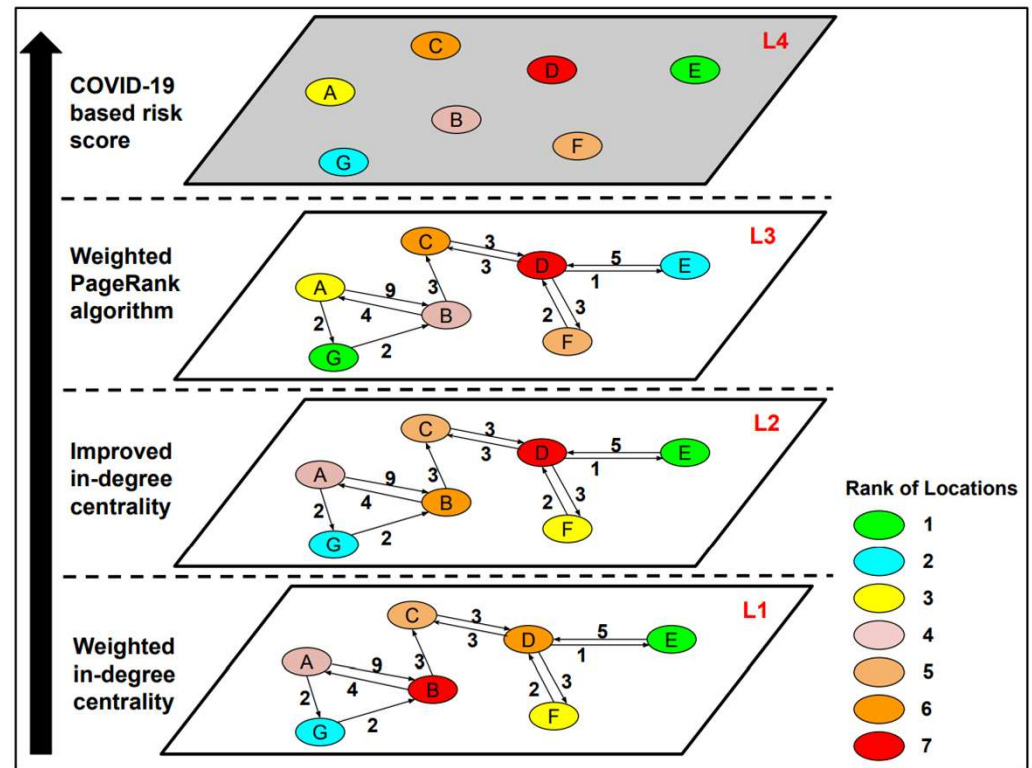 L4
C
D
E
A
B
F
G
COVID-19
based risk
score
L3
C
3
3
D
5
1
E
A
9
4
3
B
2
2
G
2
3
F
Weighted
PageRank
algorithm
L2
C
3
3
D
5
1
E
A
9
4
3
B
2
2
G
2
3
F
Improved
in-degree
centrality
L1
C
3
3
D
5
1
E
A
9
4
3
B
2
2
G
2
3
F
Weighted
in-degree
centrality
Rank of Locations
1
2
3
4
5
6
7